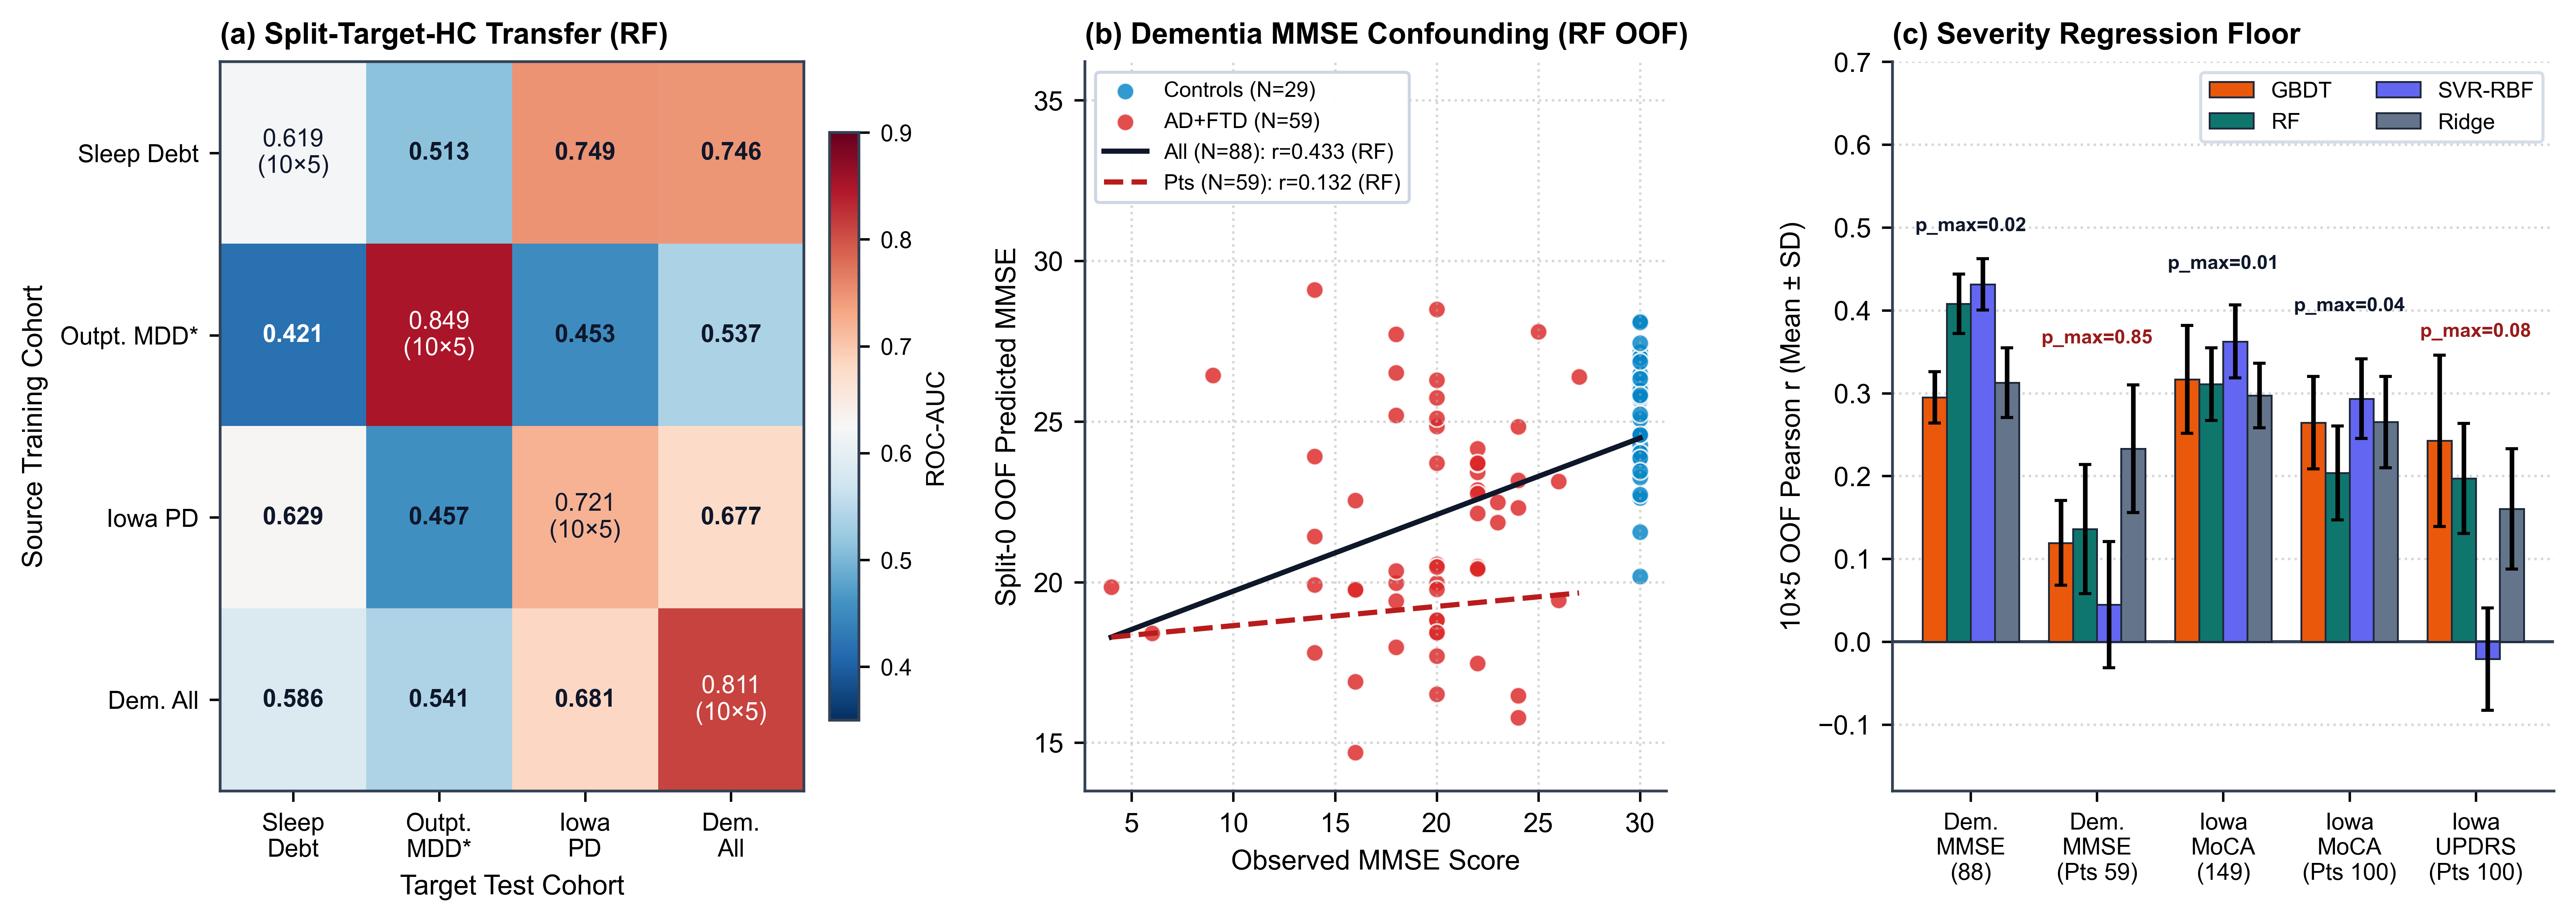 (a) Split-Target-HC Transfer (RF)
Source Training Cohort
Sleep Debt
Outpt. MDD*
Iowa PD
Dem. All
0.619
(10×5)
0.513
0.749
0.746
0.421
0.849
(10×5)
0.453
0.537
0.629
0.457
0.721
(10×5)
0.677
0.586
0.541
0.681
0.811
(10×5)
Sleep
Debt
Outpt.
MDD*
Iowa
PD
Dem.
All
Target Test Cohort
0.9
0.8
0.7
0.6
0.5
0.4
ROC-AUC
(b) Dementia MMSE Confounding (RF OOF)
Controls (N=29)
AD+FTD (N=59)
All (N=88): r=0.433 (RF)
Pts (N=59): r=0.132 (RF)
Split-0 OOF Predicted MMSE
35
30
25
20
15
5
10
15
20
25
30
Observed MMSE Score
(c) Severity Regression Floor
GBDT
RF
SVR-RBF
Ridge
10×5 OOF Pearson r (Mean ± SD)
0.7
0.6
0.5
0.4
0.3
0.2
0.1
0.0
−0.1
p_max=0.02
p_max=0.85
p_max=0.01
p_max=0.04
p_max=0.08
Dem.
MMSE
(88)
Dem.
MMSE
(Pts 59)
Iowa
MoCA
(149)
Iowa
MoCA
(Pts 100)
Iowa
UPDRS
(Pts 100)